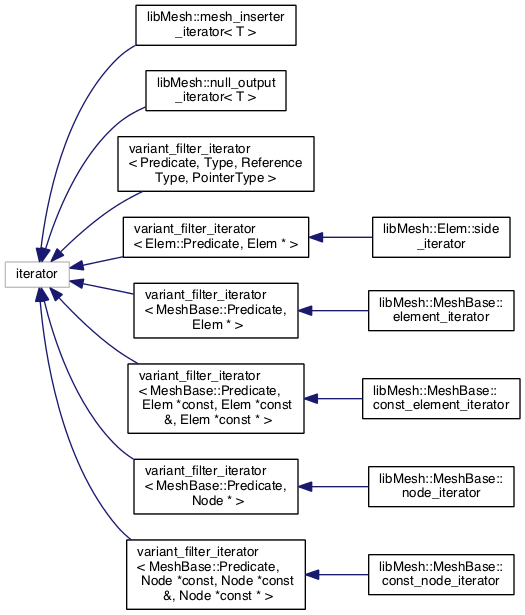 libMesh::mesh_inserter
_iterator< T >
libMesh::null_output
_iterator< T >
variant_filter_iterator
< Predicate, Type, Reference
Type, PointerType >
variant_filter_iterator
< Elem::Predicate, Elem * >
libMesh::Elem::side
_iterator
iterator
variant_filter_iterator
< MeshBase::Predicate,
Elem * >
libMesh::MeshBase::
element_iterator
variant_filter_iterator
< MeshBase::Predicate,
Elem *const, Elem *const
&, Elem *const * >
libMesh::MeshBase::
const_element_iterator
variant_filter_iterator
< MeshBase::Predicate,
Node * >
libMesh::MeshBase::
node_iterator
variant_filter_iterator
< MeshBase::Predicate,
Node *const, Node *const
&, Node *const * >
libMesh::MeshBase::
const_node_iterator